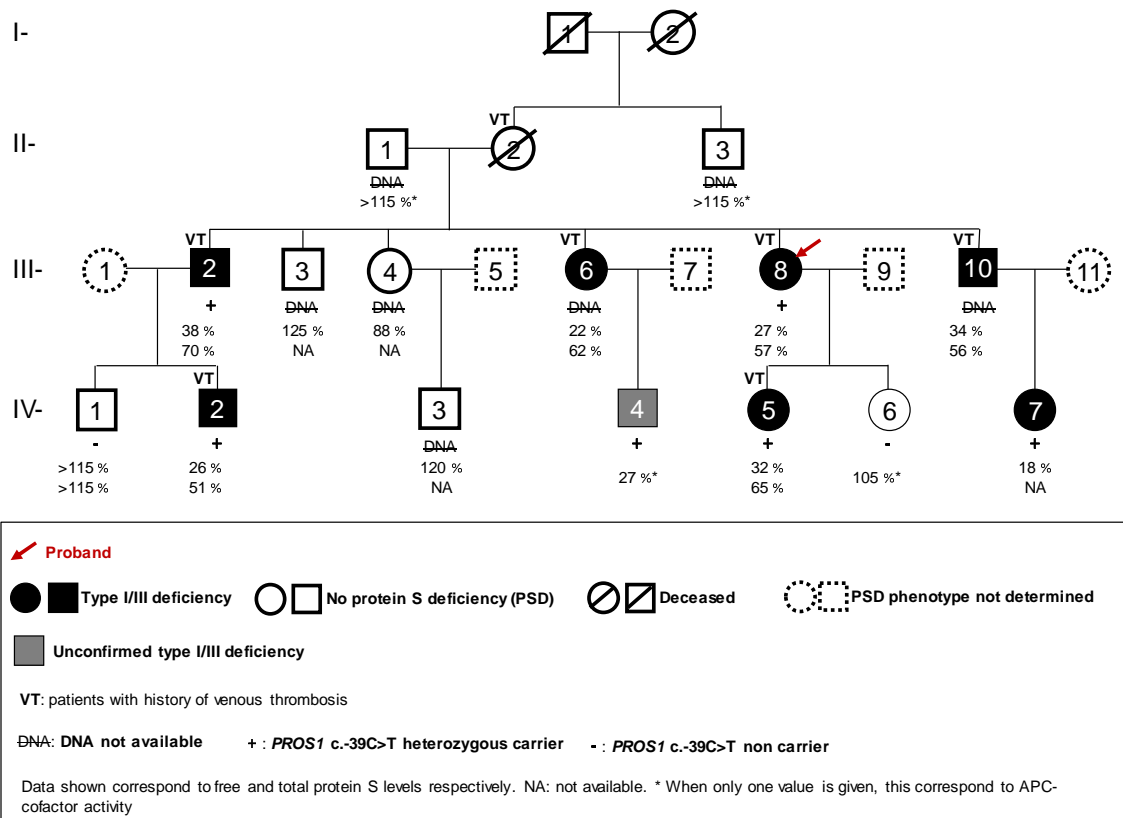 I-
1 2
II-
VT
1 2 3
DNA DNA
>115 %* >115 %*
VT VT VT VT
III-
1 2 3 4 5 6 7 8 9 10 11
+ DNA DNA DNA + DNA
38 % 125 % 88 % 22 % 27 % 34 %
70 % NA NA 62 % 57 % 56 %
VT VT
IV-
1 2 3 4 5 6 7
- + DNA + + - +
>115 % 26 % 120 % 27 %* 32 % 105 %* 18 %
>115 % 51 % NA 65 % NA
Proband
Type I/III deficiency No protein S deficiency (PSD) Deceased PSD phenotype not determined
Unconfirmed type I/III deficiency
VT: patients with history of venous thrombosis
DNA: DNA not available + : PROS1 c.-39C>T heterozygous carrier - : PROS1 c.-39C>T non carrier
Data shown correspond to free and total protein S levels respectively. NA: not available. * When only one value is given, this correspond to APC-
cofactor activity